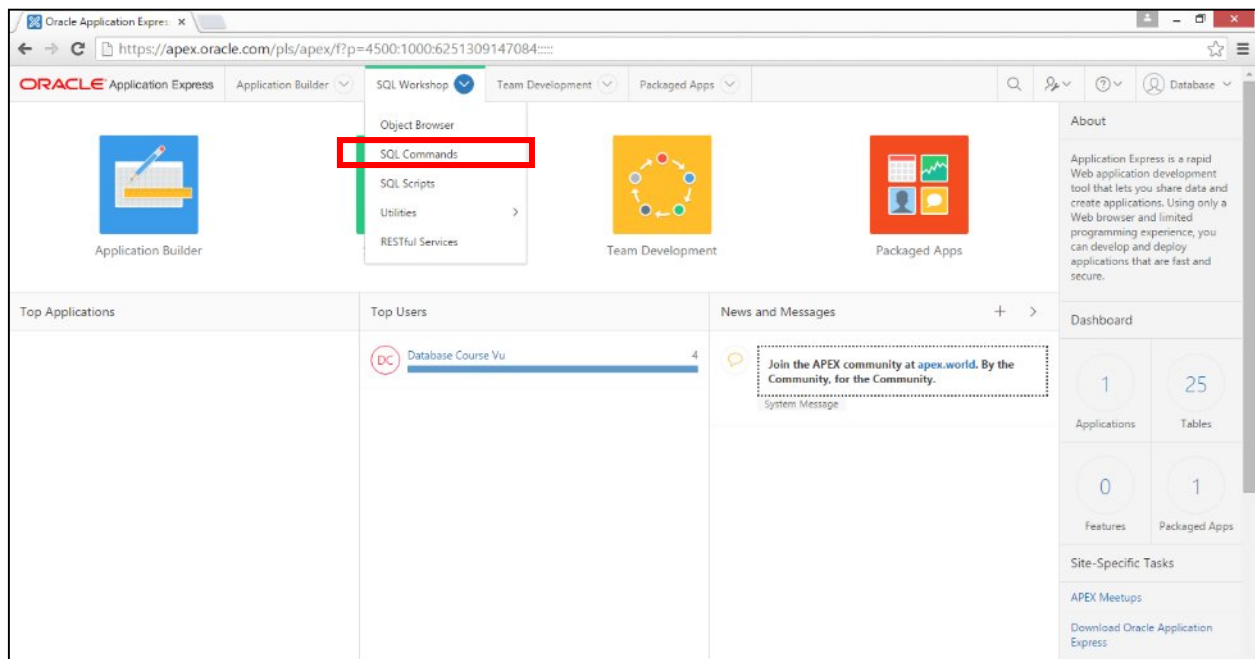 Oracle Application Expres
https://apex.oracle.com/pls/apex/f?p=4500:1000:6251309147084:::::
ORACLE Application Express
Application Builder
SQL Workshop
Team Development
Packaged Apps
Database
Object Browser
SQL Commands
SQL Scripts
Utilities
RESTful Services
Application Builder
Team Development
Packaged Apps
About
Application Express is a rapid
Web application development
tool that lets you share data and
create applications. Using only a
Web browser and limited
programming experience, you
can develop and deploy
applications that are fast and
secure.
Top Applications
Top Users
DC
Database Course Vu
4
News and Messages
Join the APEX community at apex.world. By the
Community, for the Community.
System Message
Dashboard
1
Applications
25
Tables
0
Features
1
Packaged Apps
Site-Specific Tasks
APEX Meetups
Download Oracle Application
Express